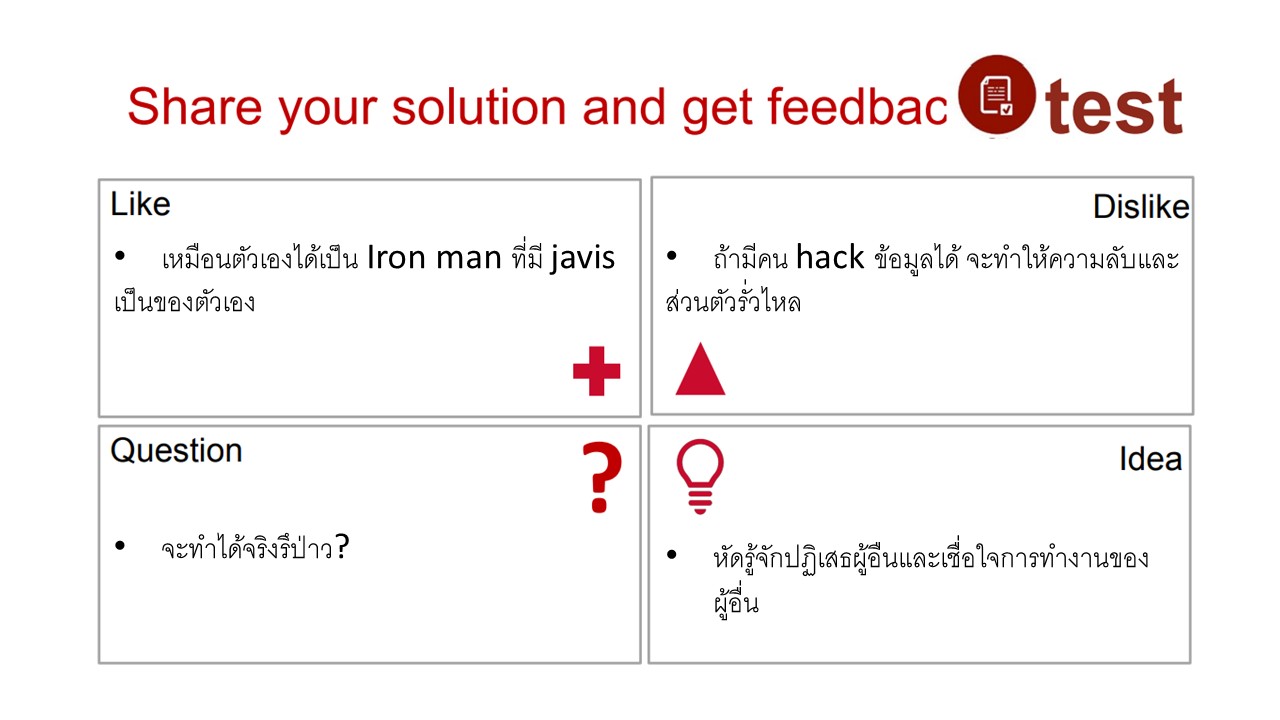 Share your solution and get feedbac
test
Like
• เหมือนตัวเองได้เป็น Iron man ที่มี javis
เป็นของตัวเอง
Dislike
• ถ้ามีคน hack ข้อมูลได้ จะทำให้ความลับและ
ส่วนตัวรั่วไหล
Question
?
• จะทำได้จริงรึป่าว?
Idea
• หัดรู้จักปฏิเสธผู้อืนและเชื่อใจการทำงานของ
ผู้อื่น